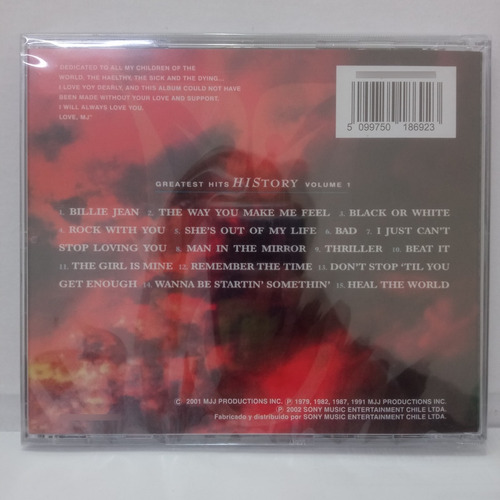 DEDICATED TO ALL MY CHILDREN OF THE
WORLD. THE HAELTHY, THE SICK AND THE DYING...
I LOVE YOY DEARLY, AND THIS ALBUM COULD NOT HAVE
BEEN MADE WITHOUT YOUR LOVE AND SUPPORT.
I WILL ALWAYS LOVE YOU.
LOVE, MJ"
5 099750 186923
GREATEST HITS HISTORY VOLUME 1
1. BILLIE JEAN 2. THE WAY YOU MAKE ME FEEL 3. BLACK OR WHITE
4. ROCK WITH YOU 5. SHE'S OUT OF MY LIFE 6. BAD 7. I JUST CAN'T
STOP LOVING YOU 8. MAN IN THE MIRROR 9. THRILLER 10. BEAT IT
11. THE GIRL IS MINE 12. REMEMBER THE TIME 13. DON'T STOP 'TIL YOU
GET ENOUGH 14. WANNA BE STARTIN' SOMETHIN' 15. HEAL THE WORLD
© 2001 MJJ PRODUCTIONS INC. ℗ 1979, 1982, 1987, 1991 MJJ PRODUCTIONS INC.
℗ 2002 SONY MUSIC ENTERTAINMENT CHILE LTDA.
Fabricado y distribuido por SONY MUSIC ENTERTAINMENT CHILE LTDA.